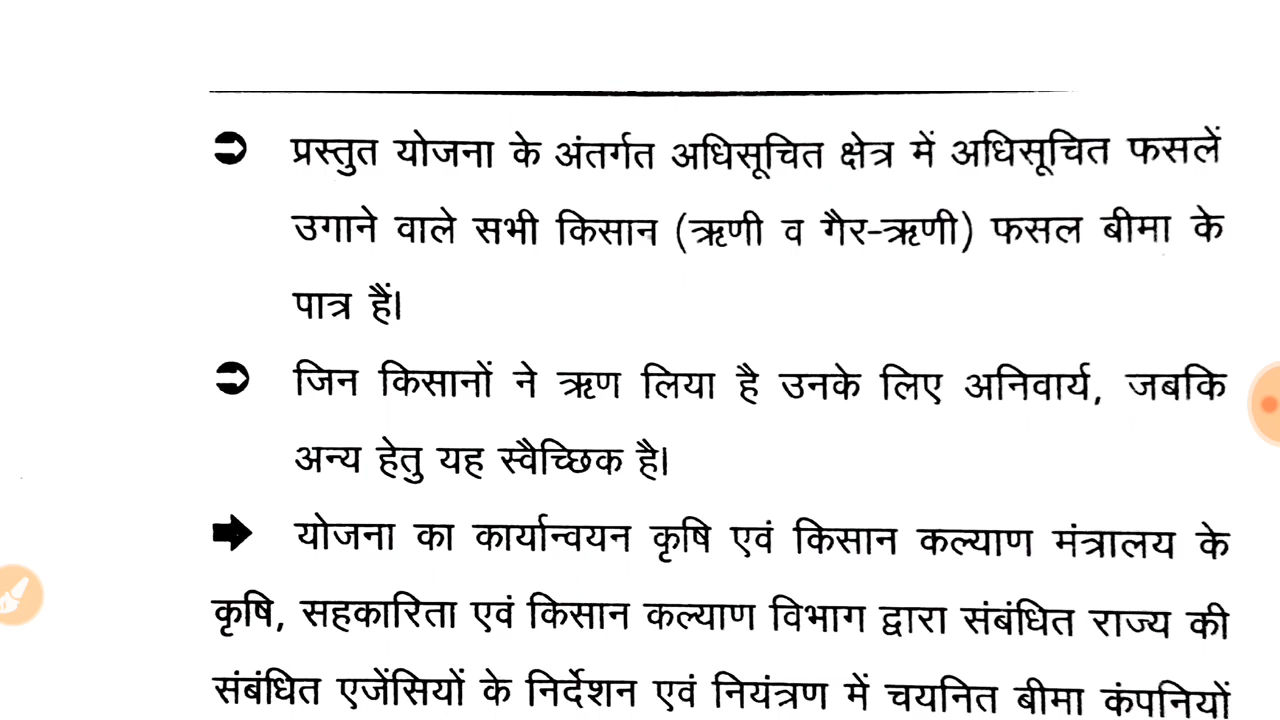 प्रस्तुत योजना के अंतर्गत अधिसूचित क्षेत्र में अधिसूचित फसलें
उगाने वाले सभी किसान (ऋणी व गैर-ऋणी) फसल बीमा के
पात्र हैं।
जिन किसानों ने ऋण लिया है उनके लिए अनिवार्य, जबकि
अन्य हेतु यह स्वैच्छिक है।
योजना का कार्यान्वयन कृषि एवं किसान कल्याण मंत्रालय के
कृषि, सहकारिता एवं किसान कल्याण विभाग द्वारा संबंधित राज्य की
संबंधित एजेंसियों के निर्देशन एवं नियंत्रण में चयनित बीमा कंपनियों